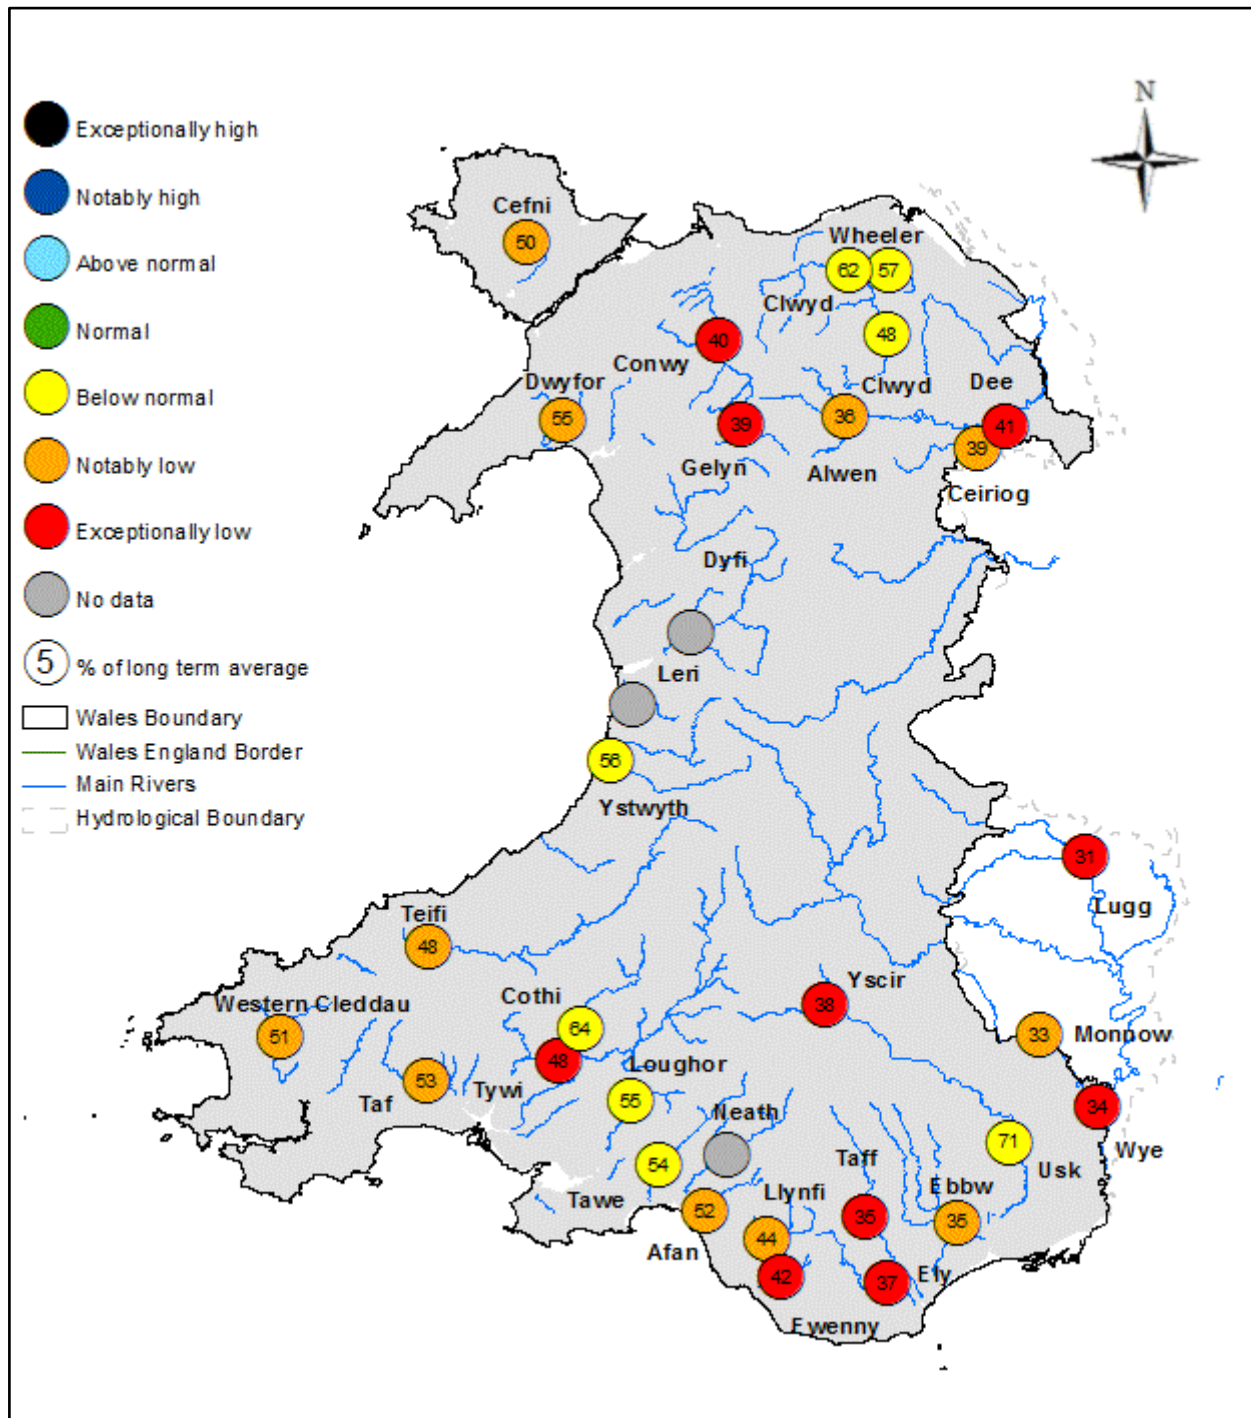 N
Exceptionally high
Notably high
Above normal
Normal
Below normal
Notably low
Exceptionally low
No data
5 % of long term average
Wales Boundary
Wales England Border
Main Rivers
Hydrological Boundary
Cefni
50
Wheeler
62 57
Clwyd
48
40
Conwy
Clwyd
Dee
Dwyfor
55
39
36
41
39
Gelyn
Alwen
Ceiriog
Dyfi
Leri
56
Ystwyth
31
Lugg
Teifi
48
Yscir
38
Cothi
64
Western Cleddau
51
33
Monnow
48
Loughor
Tywi
53
Taf
55
34
Wye
Neath
71
Usk
54
Taff
Tawe
Llynfi
Ebbw
52
35
35
Afan
44
42
37
Ely
Ewenny